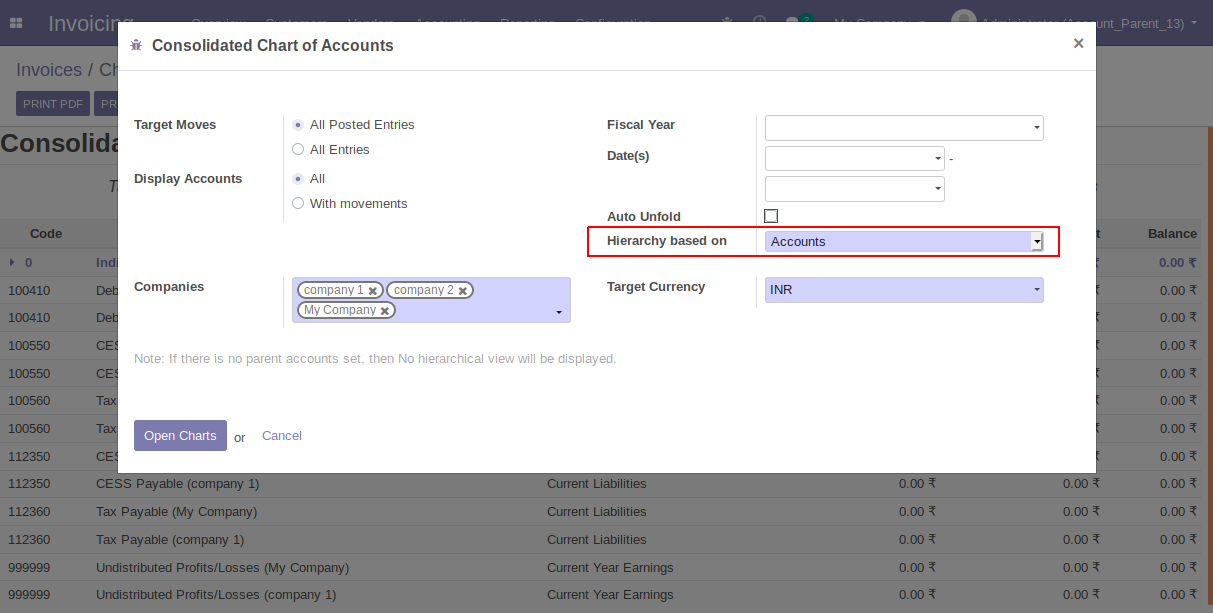 Invoicing
Consolidated Chart of Accounts
×
Invoices / Ch
PRINT PDF
PR
Consolida
Target Moves
All Posted Entries
All Entries
Display Accounts
All
With movements
Fiscal Year
Date(s)
-
Auto Unfold
Hierarchy based on
Accounts
Companies
company 1
company 2
My Company
Target Currency
INR
Note: If there is no parent accounts set, then No hierarchical view will be displayed.
Open Charts or Cancel
Code Balance
0 Indi 0.00 ₹
100410 Deb 0.00 ₹
100410 Deb 0.00 ₹
100550 CES 0.00 ₹
100550 CES 0.00 ₹
100560 Tax 0.00 ₹
100560 Tax 0.00 ₹
112350 CES 0.00 ₹
112350 CESS Payable (company 1) Current Liabilities 0.00 ₹ 0.00 ₹ 0.00 ₹
112360 Tax Payable (My Company) Current Liabilities 0.00 ₹ 0.00 ₹ 0.00 ₹
112360 Tax Payable (company 1) Current Liabilities 0.00 ₹ 0.00 ₹ 0.00 ₹
999999 Undistributed Profits/Losses (My Company) Current Year Earnings 0.00 ₹ 0.00 ₹ 0.00 ₹
999999 Undistributed Profits/Losses (company 1) Current Year Earnings 0.00 ₹ 0.00 ₹ 0.00 ₹